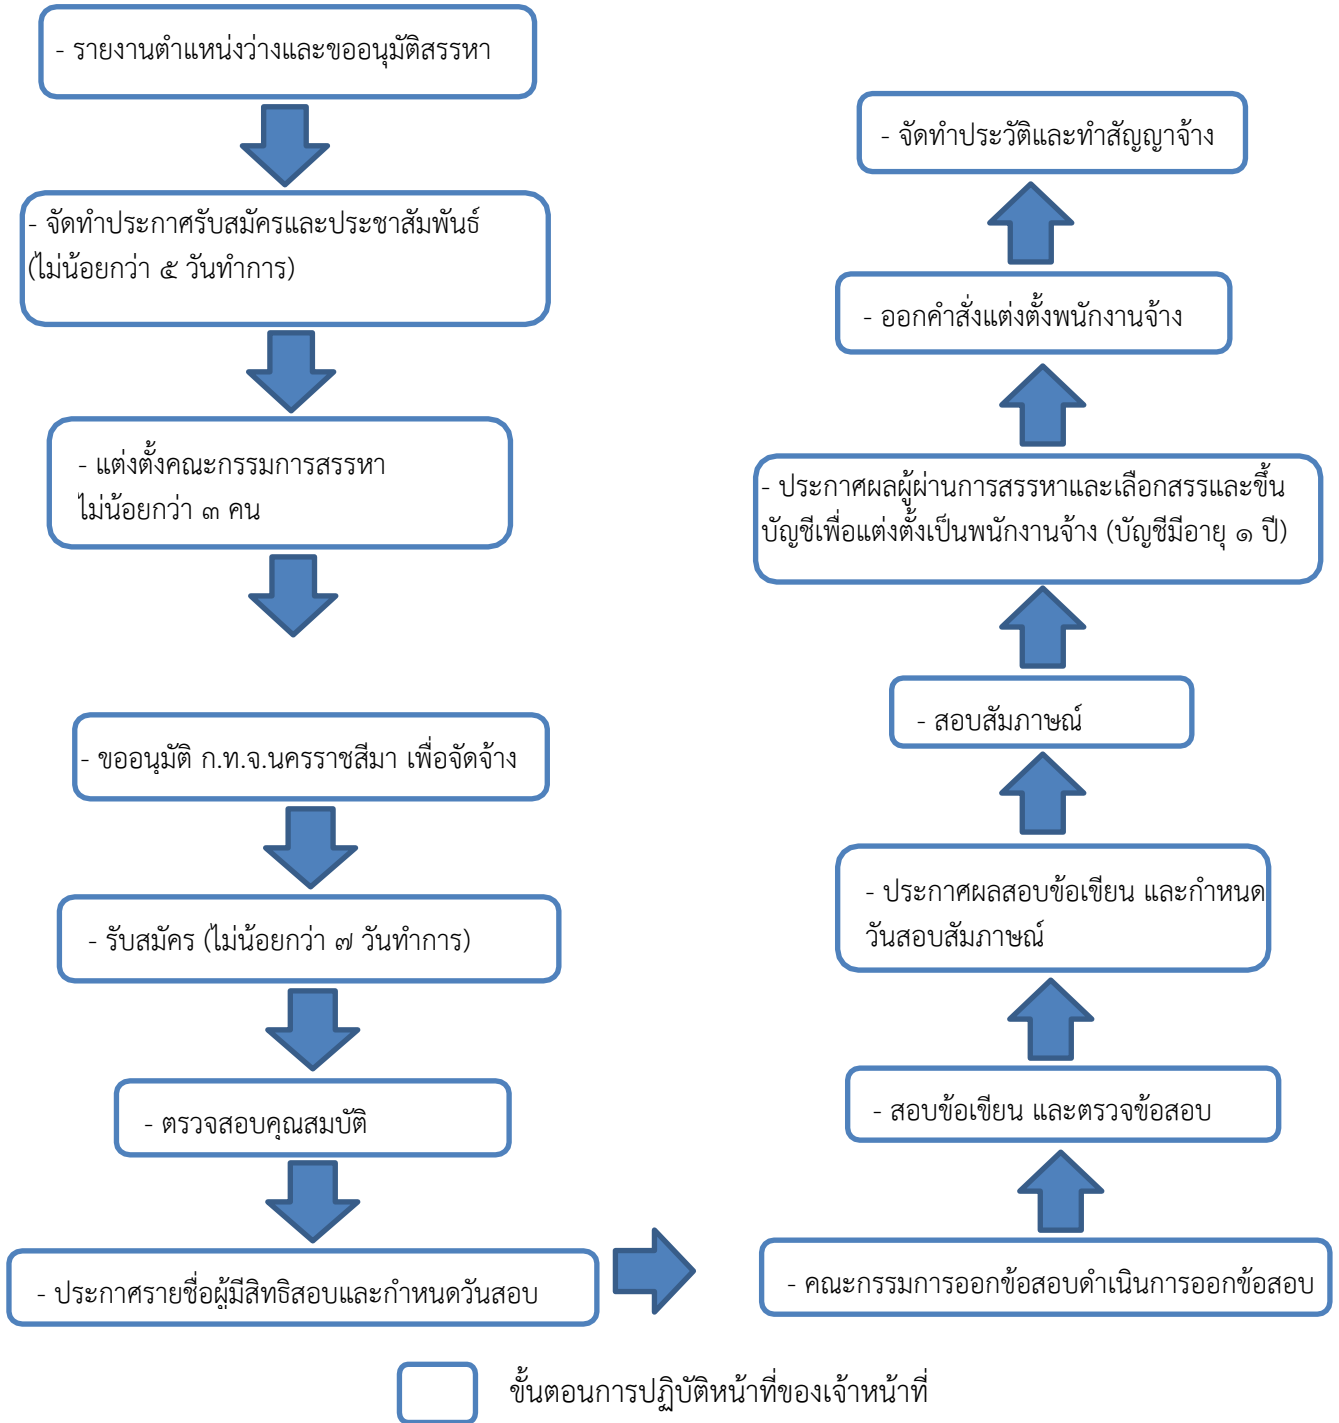 - รายงานตำแหน่งว่างและขออนุมัติสรรหา
- จัดทำประกาศรับสมัครและประชาสัมพันธ์
(ไม่น้อยกว่า ๕ วันทำการ)
- แต่งตั้งคณะกรรมการสรรหา
ไม่น้อยกว่า ๓ คน
- ขออนุมัติ ก.ท.จ.นครราชสีมา เพื่อจัดจ้าง
- รับสมัคร (ไม่น้อยกว่า ๗ วันทำการ)
- ตรวจสอบคุณสมบัติ
- ประกาศรายชื่อผู้มีสิทธิสอบและกำหนดวันสอบ
- คณะกรรมการออกข้อสอบดำเนินการออกข้อสอบ
- สอบข้อเขียน และตรวจข้อสอบ
- ประกาศผลสอบข้อเขียน และกำหนด
วันสอบสัมภาษณ์
- สอบสัมภาษณ์
- ประกาศผลผู้ผ่านการสรรหาและเลือกสรรและขึ้น
บัญชีเพื่อแต่งตั้งเป็นพนักงานจ้าง (บัญชีมีอายุ ๑ ปี)
- ออกคำสั่งแต่งตั้งพนักงานจ้าง
- จัดทำประวัติและทำสัญญาจ้าง
ขั้นตอนการปฏิบัติหน้าที่ของเจ้าหน้าที่